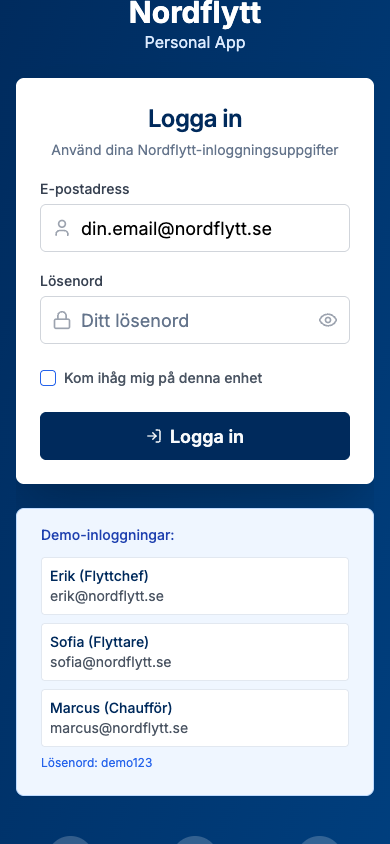 Nordflytt
Personal App
Logga in
Använd dina Nordflytt-inloggningsuppgifter
E-postadress
din.email@nordflytt.se
Lösenord
Ditt lösenord
Kom ihåg mig på denna enhet
Logga in
Demo-inloggningar:
Erik (Flyttchef)
erik@nordflytt.se
Sofia (Flyttare)
sofia@nordflytt.se
Marcus (Chaufför)
marcus@nordflytt.se
Lösenord: demo123